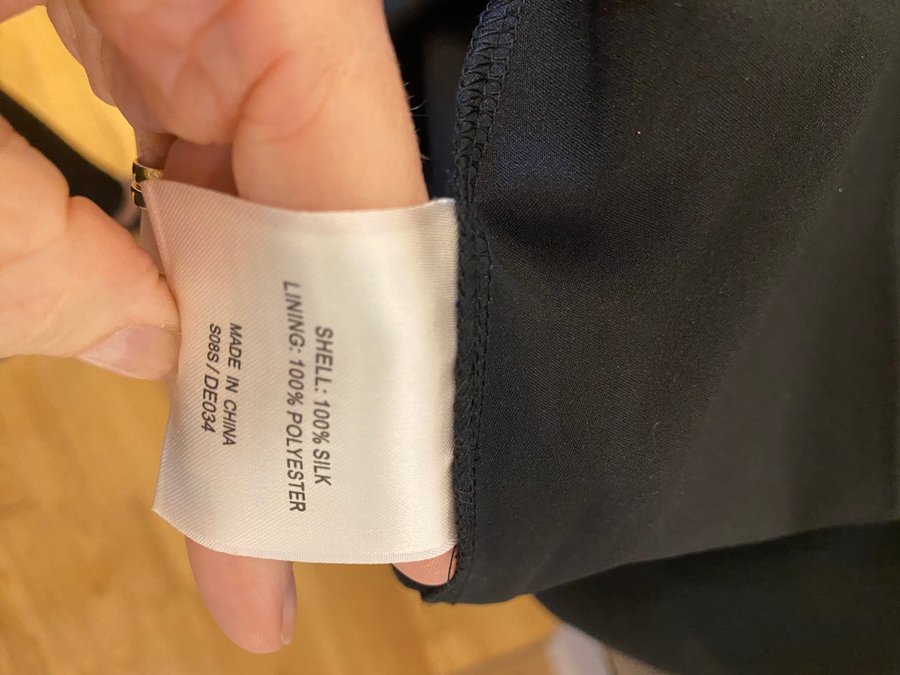 SHELL: 100% SILK
LINING: 100% POLYESTER
MADE IN CHINA
S08S / DE034